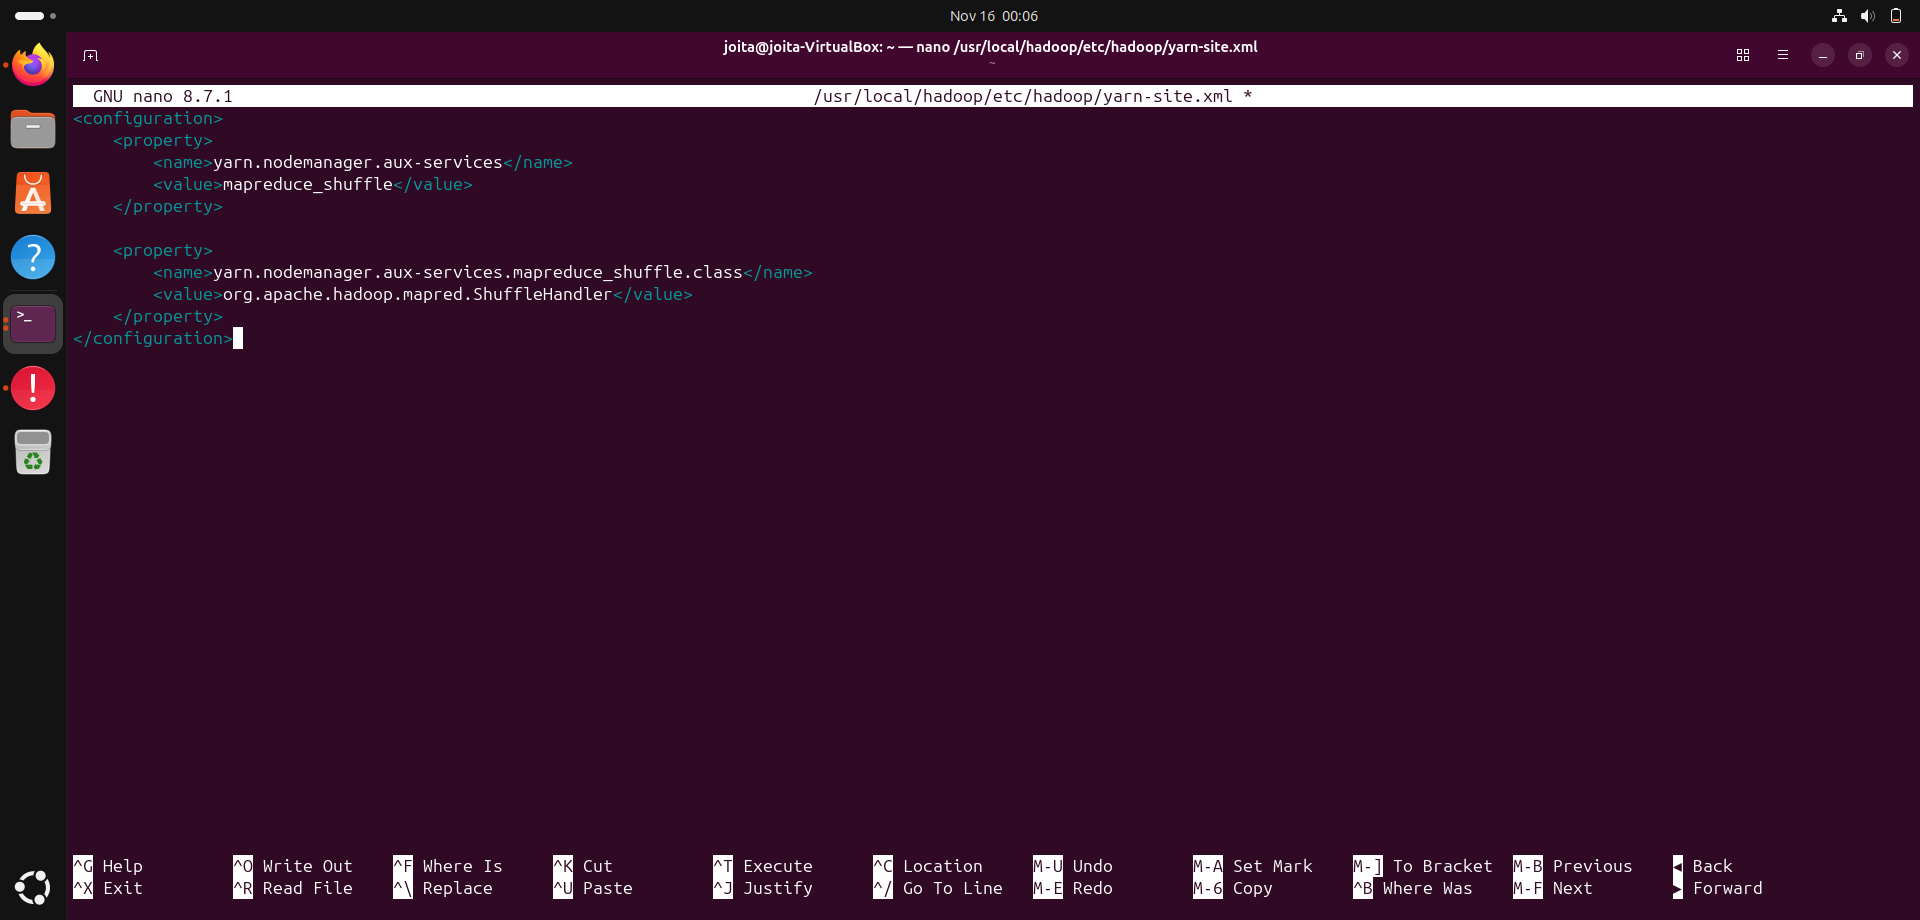 Nov 16 00:06
joita@joita-VirtualBox: ~ — nano /usr/local/hadoop/etc/hadoop/yarn-site.xml
~
GNU nano 8.7.1 /usr/local/hadoop/etc/hadoop/yarn-site.xml *
<configuration>
    <property>
        <name>yarn.nodemanager.aux-services</name>
        <value>mapreduce_shuffle</value>
    </property>

    <property>
        <name>yarn.nodemanager.aux-services.mapreduce_shuffle.class</name>
        <value>org.apache.hadoop.mapred.ShuffleHandler</value>
    </property>
</configuration>
^G Help ^O Write Out ^F Where Is ^K Cut ^T Execute ^C Location M-U Undo M-A Set Mark M-] To Bracket M-B Previous ◂ Back
^X Exit ^R Read File ^\ Replace ^U Paste ^J Justify ^/ Go To Line M-E Redo M-6 Copy ^B Where Was M-F Next ▸ Forward